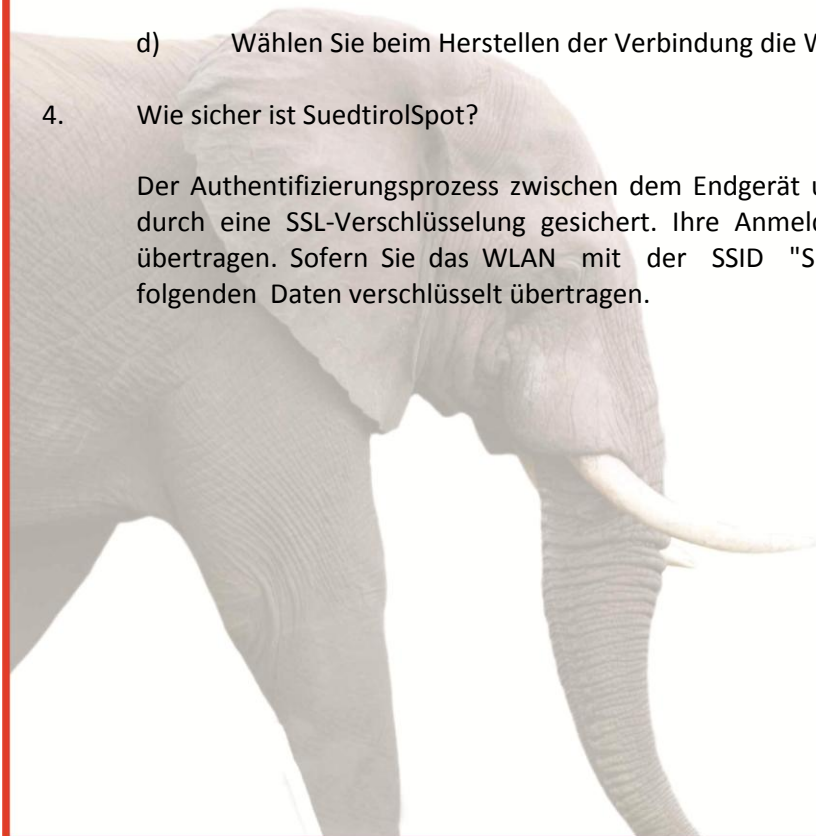 d) Wählen Sie beim Herstellen der Verbindung die
4. Wie sicher ist SuedtirolSpot?
Der Authentifizierungsprozess zwischen dem Endgerät
durch eine SSL-Verschlüsselung gesichert. Ihre
übertragen. Sofern Sie das WLAN mit der SSID
folgenden Daten verschlüsselt übertragen.